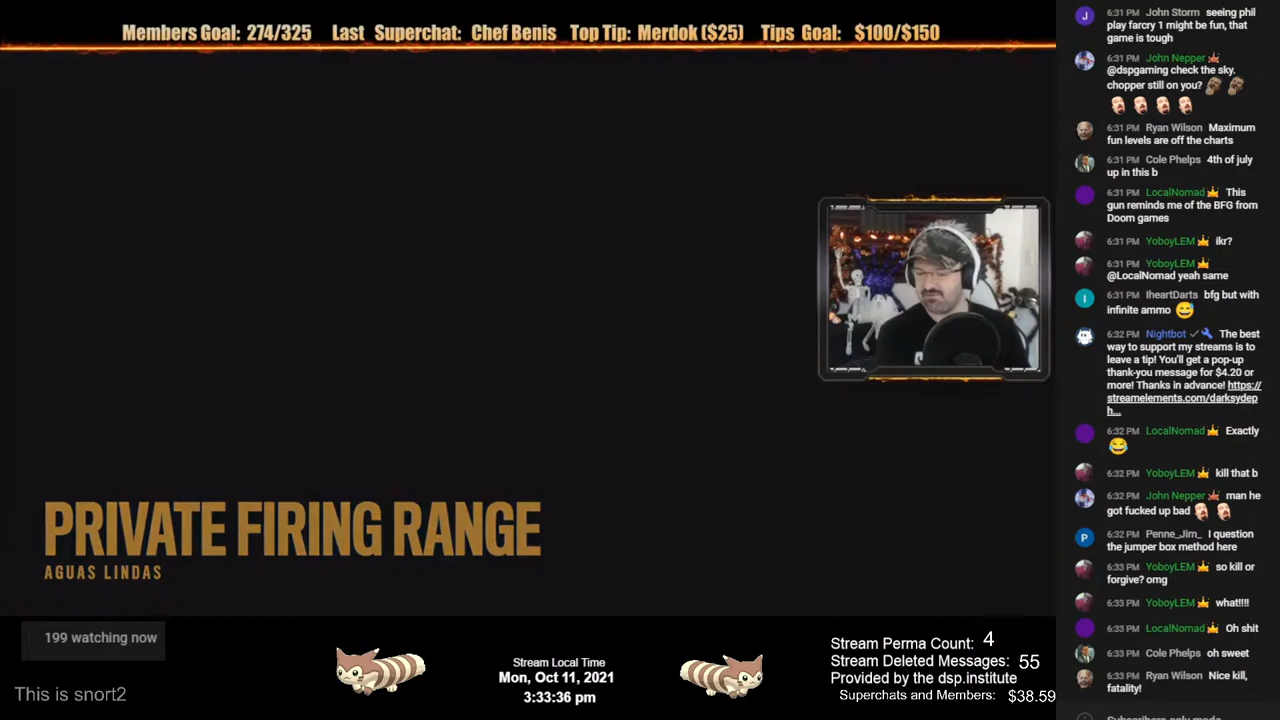 Members Goal: 274/325 Last Superchat: Chef Benis Top Tip: Merdok ($25) Tips Goal: $100/$150
PRIVATE FIRING RANGE
AGUAS LINDAS
199 watching now
This is snort2
Stream Local Time
Mon, Oct 11, 2021
3:33:36 pm
Stream Perma Count: 4
Stream Deleted Messages: 55
Provided by the dsp.institute
Superchats and Members: $38.59
J 6:31 PM John Storm seeing phil
play farcry 1 might be fun, that
game is tough
6:31 PM John Nepper
@dspgaming check the sky.
chopper still on you?
6:31 PM Ryan Wilson Maximum
fun levels are off the charts
6:31 PM Cole Phelps 4th of july
up in this b
6:31 PM LocalNomad This
gun reminds me of the BFG from
Doom games
6:31 PM YoboyLEM ikr?
6:31 PM YoboyLEM
@LocalNomad yeah same
I 6:31 PM IheartDarts bfg but with
infinite ammo
6:32 PM Nightbot The best
way to support my streams is to
leave a tip! You'll get a pop-up
thank-you message for $4.20 or
more! Thanks in advance! https://
streamelements.com/darksydep
h...
6:32 PM LocalNomad Exactly
6:32 PM YoboyLEM kill that b
6:32 PM John Nepper man he
got fucked up bad
P 6:32 PM Penne_Jim_ I question
the jumper box method here
6:33 PM YoboyLEM so kill or
forgive? omg
6:33 PM YoboyLEM what!!!!
6:33 PM LocalNomad Oh shit
6:33 PM Cole Phelps oh sweet
6:33 PM Ryan Wilson Nice kill,
fatality!